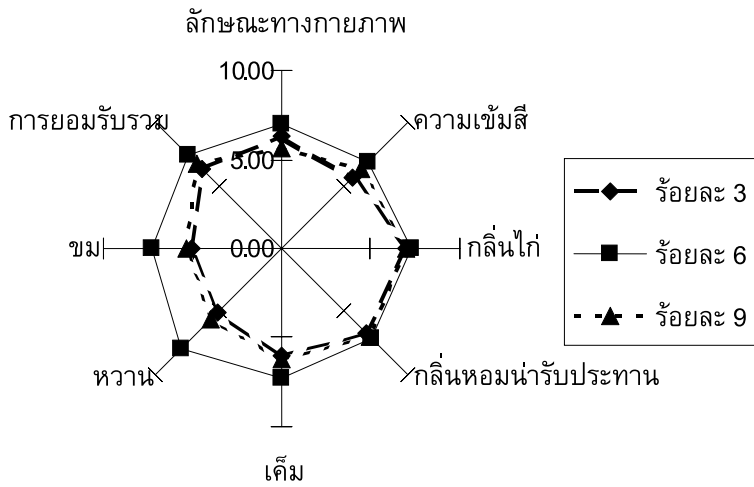 ลักษณะทางกายภาพ
10.00
การยอมรับรวม
ความเข้มสี
5.00
ร้อยละ 3
ขม
0.00
กลิ่นไก่
ร้อยละ 6
ร้อยละ 9
หวาน
กลิ่นหอมน่ารับประทาน
เค็ม